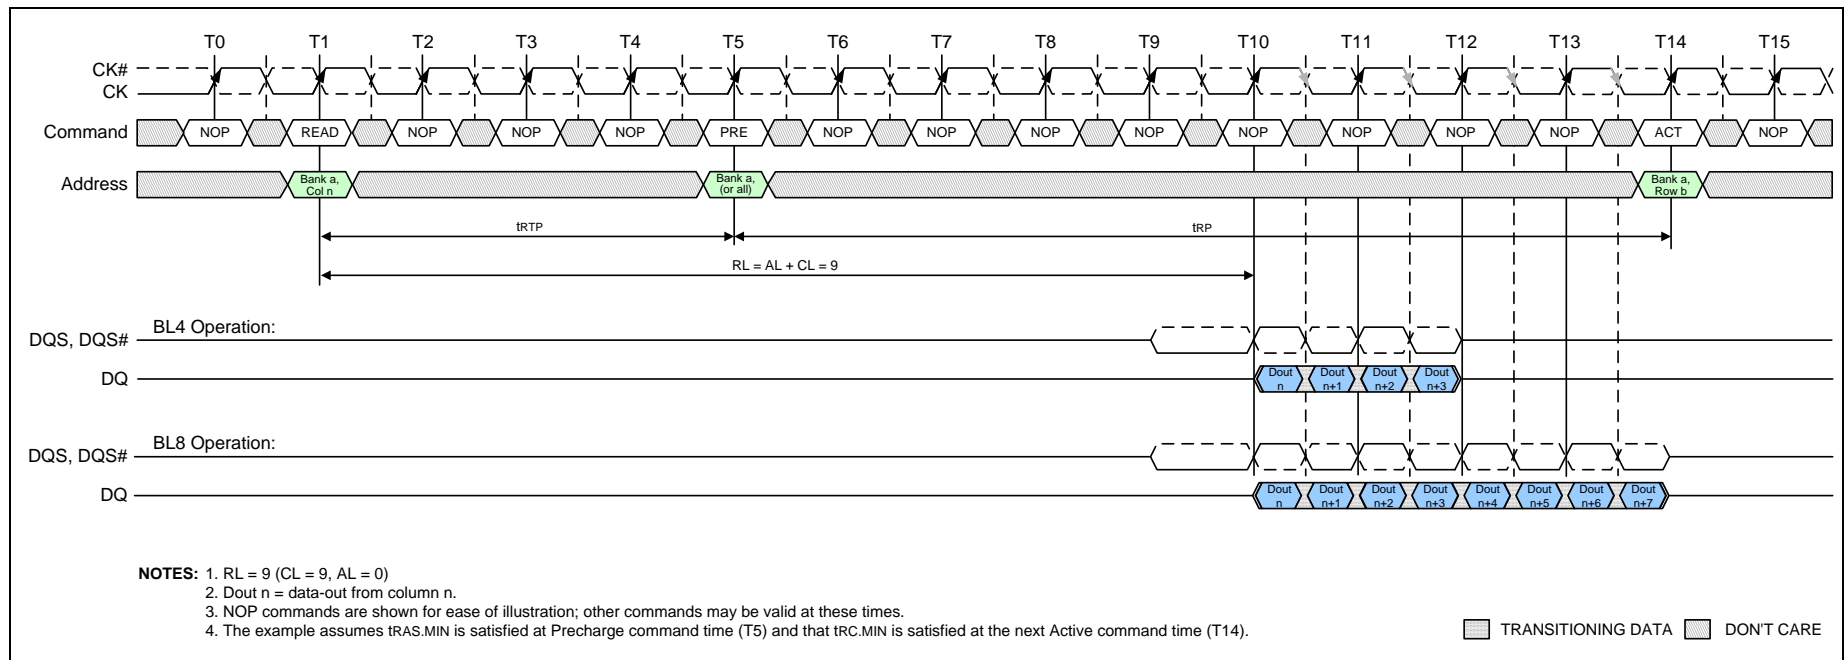 T0 T1 T2 T3 T4 T5 T6 T7 T8 T9 T10 T11 T12 T13 T14 T15
CK#
CK
Command NOP READ NOP NOP NOP PRE NOP NOP NOP NOP NOP NOP NOP NOP ACT NOP
Address Bank a, Col n Bank a, (or all) Bank a, Row b
tRTP tRP
RL = AL + CL = 9
BL4 Operation:
DQS, DQS#
DQ Dout n Dout n+1 Dout n+2 Dout n+3
BL8 Operation:
DQS, DQS#
DQ Dout n Dout n+1 Dout n+2 Dout n+3 Dout n+4 Dout n+5 Dout n+6 Dout n+7
NOTES: 1. RL = 9 (CL = 9, AL = 0)
2. Dout n = data-out from column n.
3. NOP commands are shown for ease of illustration; other commands may be valid at these times.
4. The example assumes tRAS.MIN is satisfied at Precharge command time (T5) and that tRC.MIN is satisfied at the next Active command time (T14).
TRANSITIONING DATA DON'T CARE